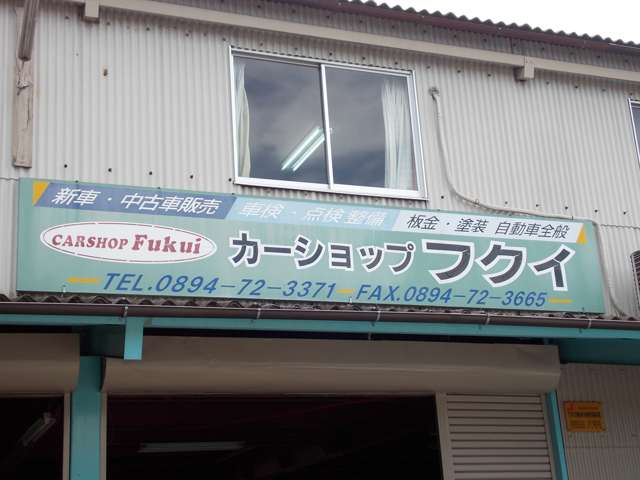 新車・中古車販売 車検・点検整備 板金・塗装 自動車全般
CARSHOP Fukui カーショップ フクイ
TEL.0894-72-3371 FAX.0894-72-3665